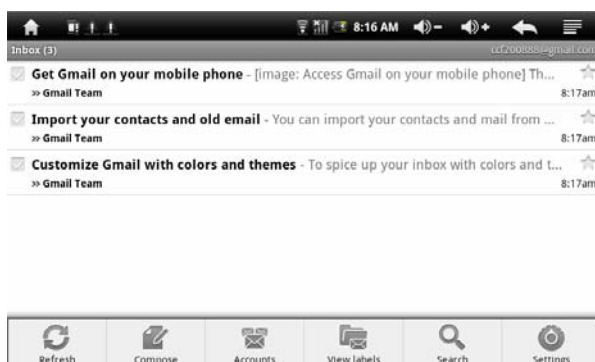 8:16 AM
Inbox (3)
ccf200888@gmail.com
Get Gmail on your mobile phone - [image: Access Gmail on your mobile phone] Th...
» Gmail Team 8:17am
Import your contacts and old email - You can import your contacts and mail from ...
» Gmail Team 8:17am
Customize Gmail with colors and themes - To spice up your inbox with colors and t...
» Gmail Team 8:17am
Refresh Compose Accounts View labels Search Settings